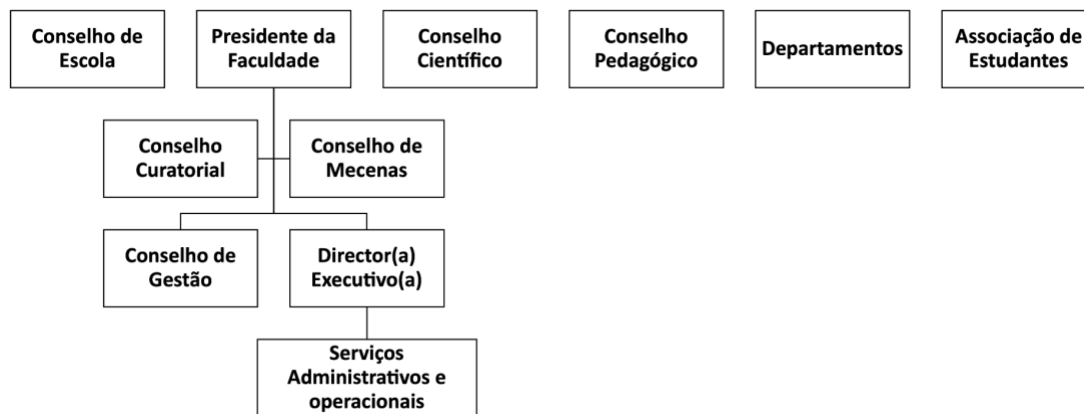 Conselho de
Escola
Presidente da
Faculdade
Conselho
Científico
Conselho
Pedagógico
Departamentos
Associação de
Estudantes
Conselho
Curatorial
Conselho de
Mecenas
Conselho de
Gestão
Director(a)
Executivo(a)
Serviços
Administrativos e
operacionais